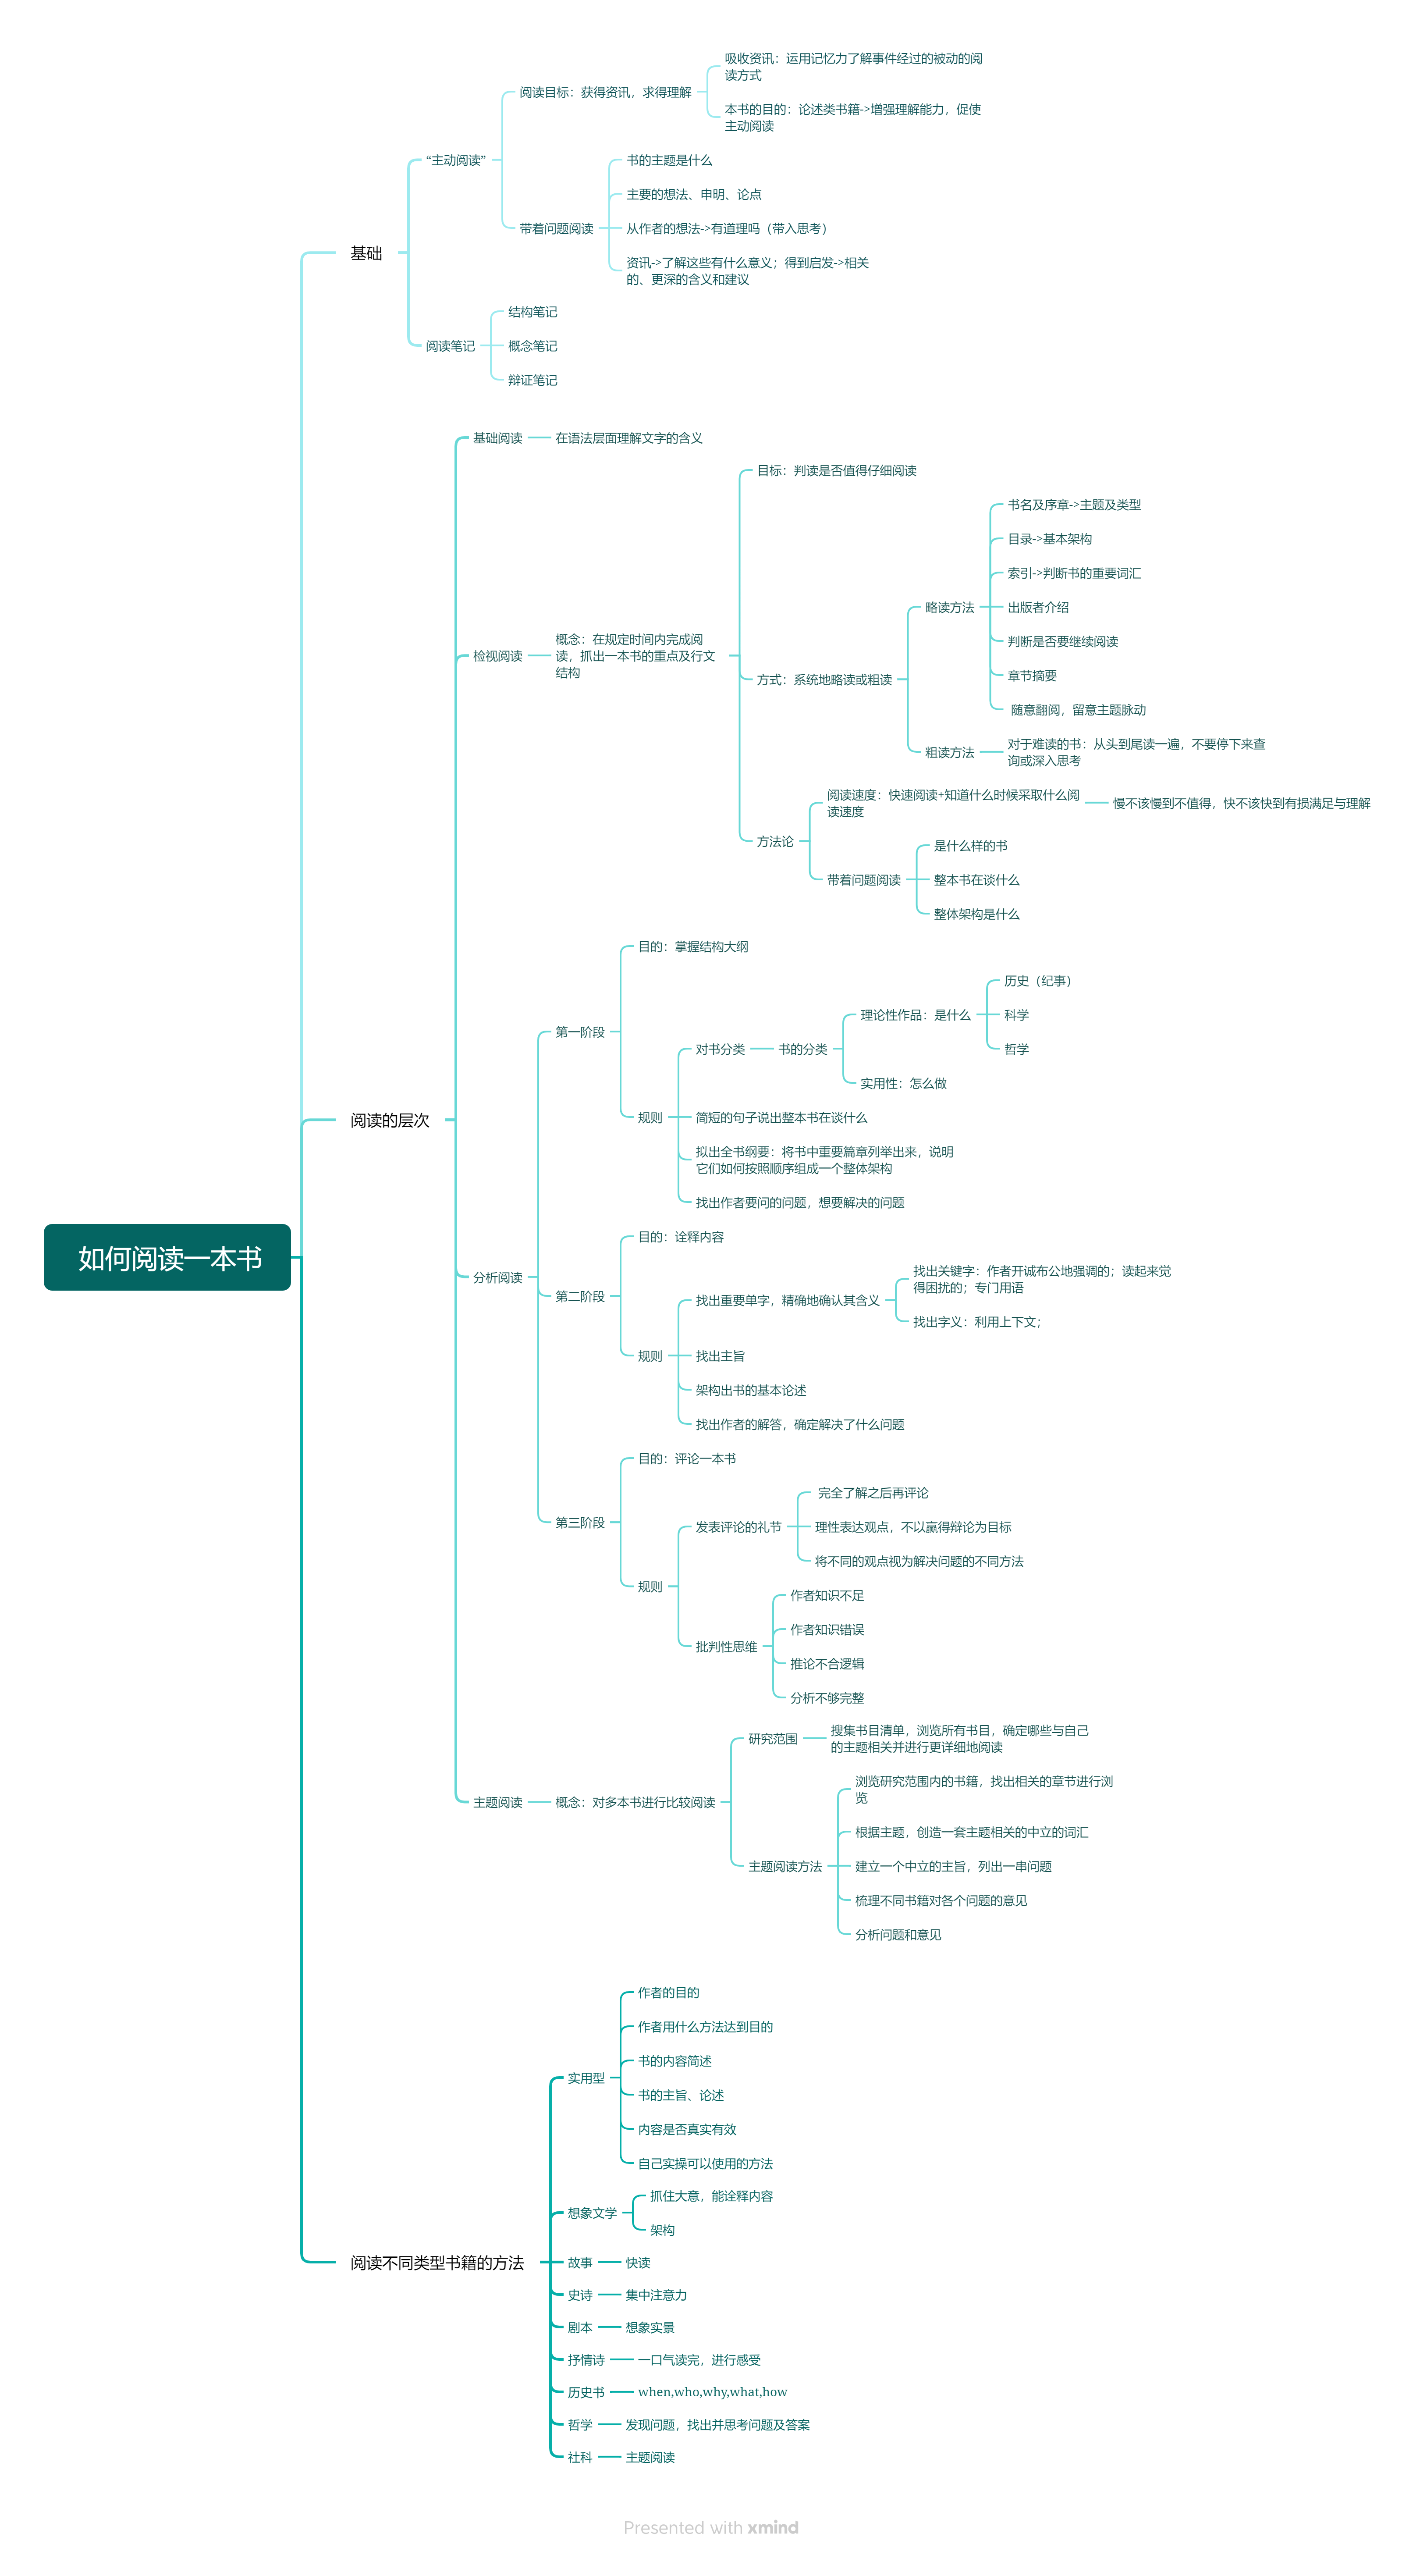 如何阅读一本书
基础
“主动阅读”
阅读目标：获得资讯，求得理解
吸收资讯：运用记忆力了解事件经过的被动的阅
读方式
本书的目的：论述类书籍->增强理解能力，促使
主动阅读
带着问题阅读
书的主题是什么
主要的想法、申明、论点
从作者的想法->有道理吗（带入思考）
资讯->了解这些有什么意义；得到启发->相关
的、更深的含义和建议
阅读笔记
结构笔记
概念笔记
辩证笔记
阅读的层次
基础阅读
在语法层面理解文字的含义
检视阅读
概念：在规定时间内完成阅
读，抓出一本书的重点及行文
结构
目标：判读是否值得仔细阅读
方式：系统地略读或粗读
略读方法
书名及序章->主题及类型
目录->基本架构
索引->判断书的重要词汇
出版者介绍
判断是否要继续阅读
章节摘要
随意翻阅，留意主题脉动
粗读方法
对于难读的书：从头到尾读一遍，不要停下来查
询或深入思考
方法论
阅读速度：快速阅读+知道什么时候采取什么阅
读速度
慢不该慢到不值得，快不该快到有损满足与理解
带着问题阅读
是什么样的书
整本书在谈什么
整体架构是什么
分析阅读
第一阶段
目的：掌握结构大纲
规则
对书分类
书的分类
理论性作品：是什么
历史（纪事）
科学
哲学
实用性：怎么做
简短的句子说出整本书在谈什么
拟出全书纲要：将书中重要篇章列举出来，说明
它们如何按照顺序组成一个整体架构
找出作者要问的问题，想要解决的问题
第二阶段
目的：诠释内容
规则
找出重要单字，精确地确认其含义
找出关键字：作者开诚布公地强调的；读起来觉
得困扰的；专门用语
找出字义：利用上下文；
找出主旨
架构出书的基本论述
找出作者的解答，确定解决了什么问题
第三阶段
目的：评论一本书
规则
发表评论的礼节
完全了解之后再评论
理性表达观点，不以赢得辩论为目标
将不同的观点视为解决问题的不同方法
批判性思维
作者知识不足
作者知识错误
推论不合逻辑
分析不够完整
主题阅读
概念：对多本书进行比较阅读
研究范围
搜集书目清单，浏览所有书目，确定哪些与自己
的主题相关并进行更详细地阅读
主题阅读方法
浏览研究范围内的书籍，找出相关的章节进行浏
览
根据主题，创造一套主题相关的中立的词汇
建立一个中立的主旨，列出一串问题
梳理不同书籍对各个问题的意见
分析问题和意见
阅读不同类型书籍的方法
实用型
作者的目的
作者用什么方法达到目的
书的内容简述
书的主旨、论述
内容是否真实有效
自己实操可以使用的方法
想象文学
抓住大意，能诠释内容
架构
故事
快读
史诗
集中注意力
剧本
想象实景
抒情诗
一口气读完，进行感受
历史书
when,who,why,what,how
哲学
发现问题，找出并思考问题及答案
社科
主题阅读
Presented with xmind